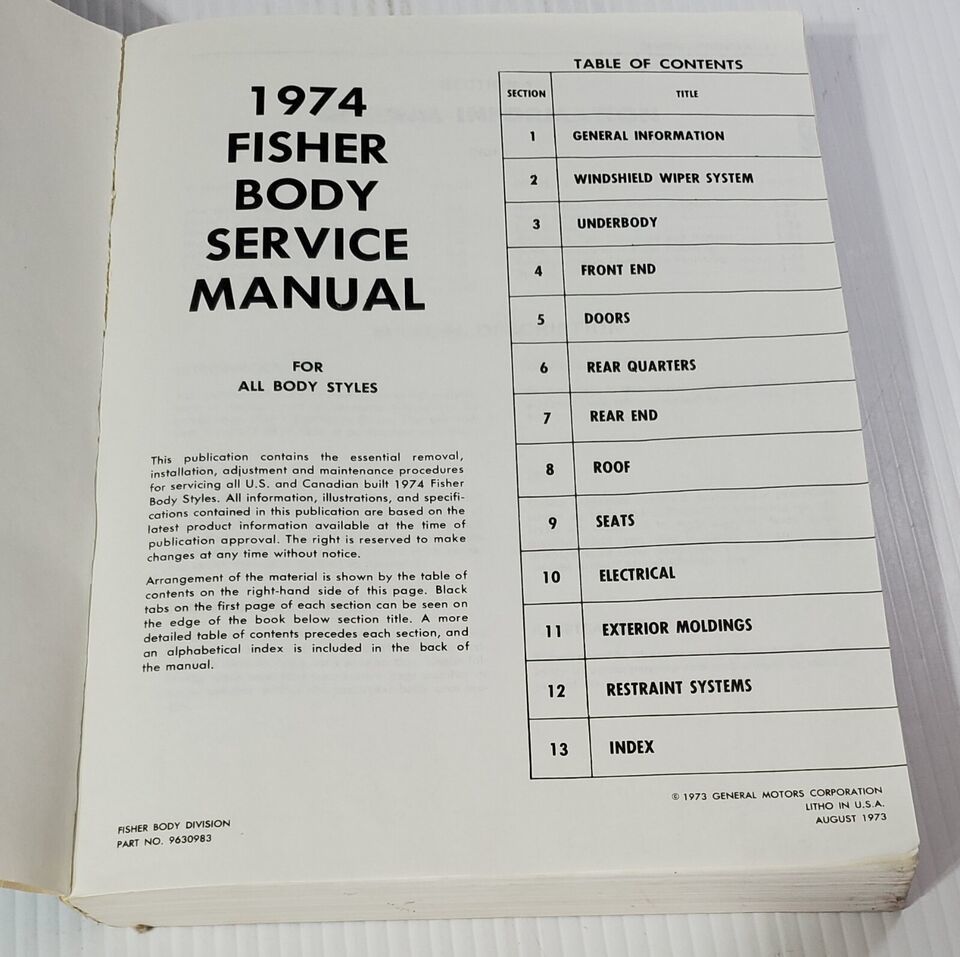 1974
FISHER
BODY
SERVICE
MANUAL
FOR
ALL BODY STYLES
This publication contains the essential removal,
installation, adjustment and maintenance procedures
for servicing all U.S. and Canadian built 1974 Fisher
Body Styles. All information, illustrations, and specifi-
cations contained in this publication are based on the
latest product information available at the time of
publication approval. The right is reserved to make
changes at any time without notice.
Arrangement of the material is shown by the table of
contents on the right-hand side of this page. Black
tabs on the first page of each section can be seen on
the edge of the book below section title. A more
detailed table of contents precedes each section, and
an alphabetical index is included in the back of
the manual.
FISHER BODY DIVISION
PART NO. 9630983
TABLE OF CONTENTS
SECTION TITLE
1 GENERAL INFORMATION
2 WINDSHIELD WIPER SYSTEM
3 UNDERBODY
4 FRONT END
5 DOORS
6 REAR QUARTERS
7 REAR END
8 ROOF
9 SEATS
10 ELECTRICAL
11 EXTERIOR MOLDINGS
12 RESTRAINT SYSTEMS
13 INDEX
© 1973 GENERAL MOTORS CORPORATION
LITHO IN U.S.A.
AUGUST 1973